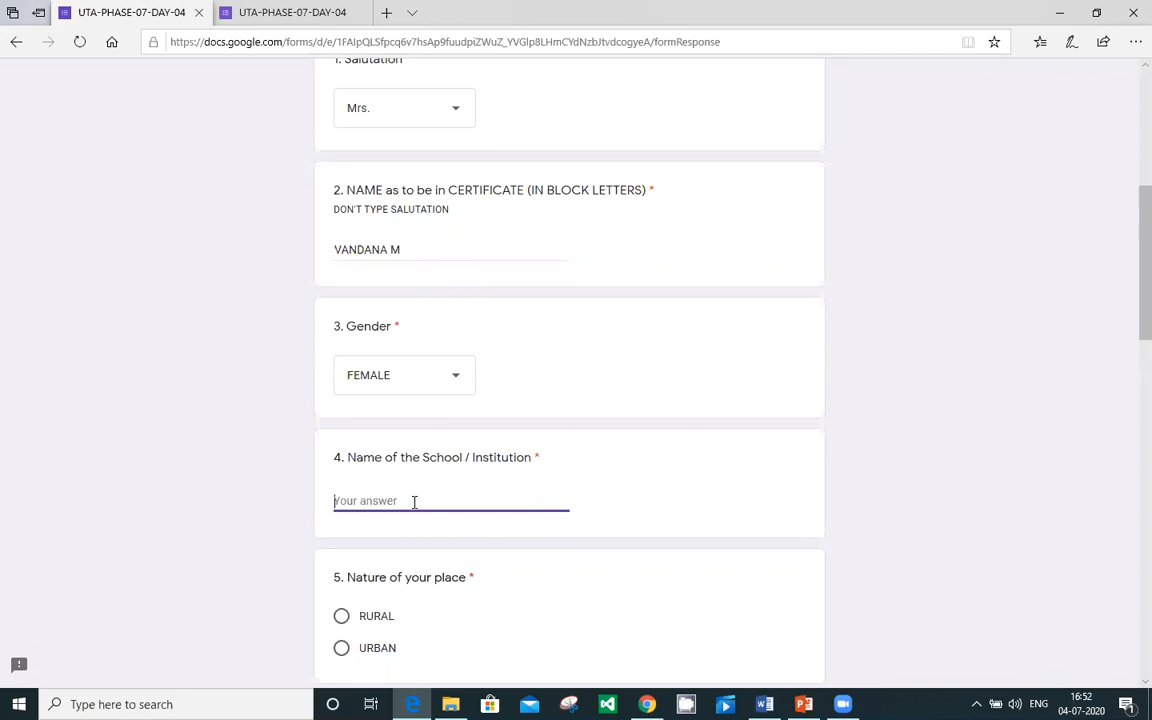 UTA-PHASE-07-DAY-04
UTA-PHASE-07-DAY-04
https://docs.google.com/forms/d/e/1FAIpQLSfpcq6v7hsAp9fuudpiZWuZ_YVGlp8LHmCYdNzbJtvdcogyeA/formResponse
1. Salutation
Mrs.
2. NAME as to be in CERTIFICATE (IN BLOCK LETTERS) *
DON'T TYPE SALUTATION
VANDANA M
3. Gender *
FEMALE
4. Name of the School / Institution *
Your answer
5. Nature of your place *
RURAL
URBAN
Type here to search
ENG
16:52
04-07-2020
1